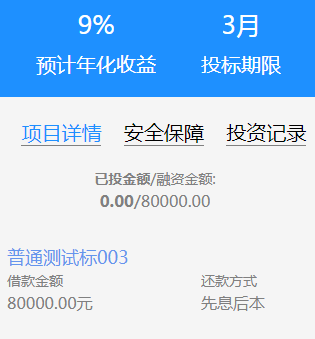 9% 3月
预计年化收益 投标期限
项目详情 安全保障 投资记录
已投金额/融资金额:
0.00/80000.00
普通测试标003
借款金额 还款方式
80000.00元 先息后本